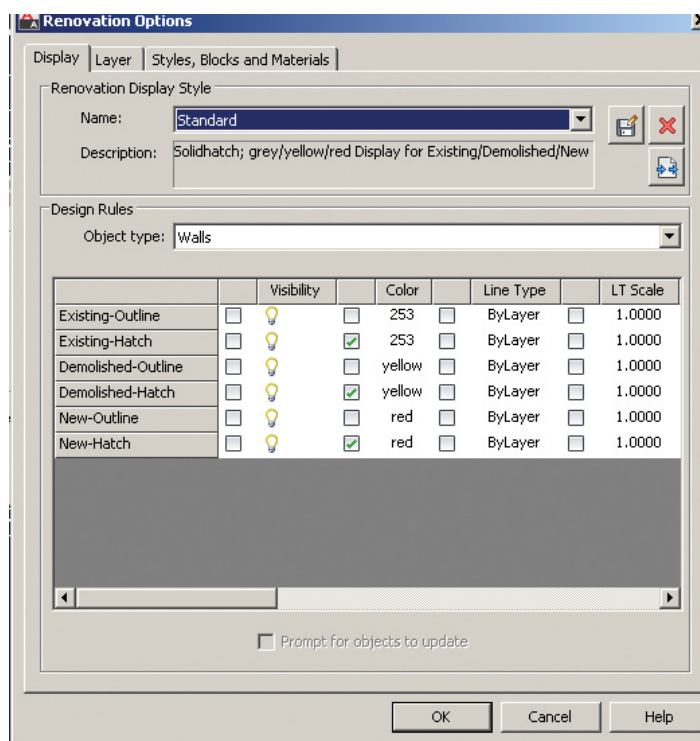 Renovation Options
Display Layer Styles, Blocks and Materials
Renovation Display Style
Name: Standard
Description: Solidhatch; grey/yellow/red Display for Existing/Demolished/New
Design Rules
Object type: Walls
Visibility Color Line Type LT Scale
Existing-Outline 253 ByLayer 1.0000
Existing-Hatch 253 ByLayer 1.0000
Demolished-Outline yellow ByLayer 1.0000
Demolished-Hatch yellow ByLayer 1.0000
New-Outline red ByLayer 1.0000
New-Hatch red ByLayer 1.0000
Prompt for objects to update
OK Cancel Help